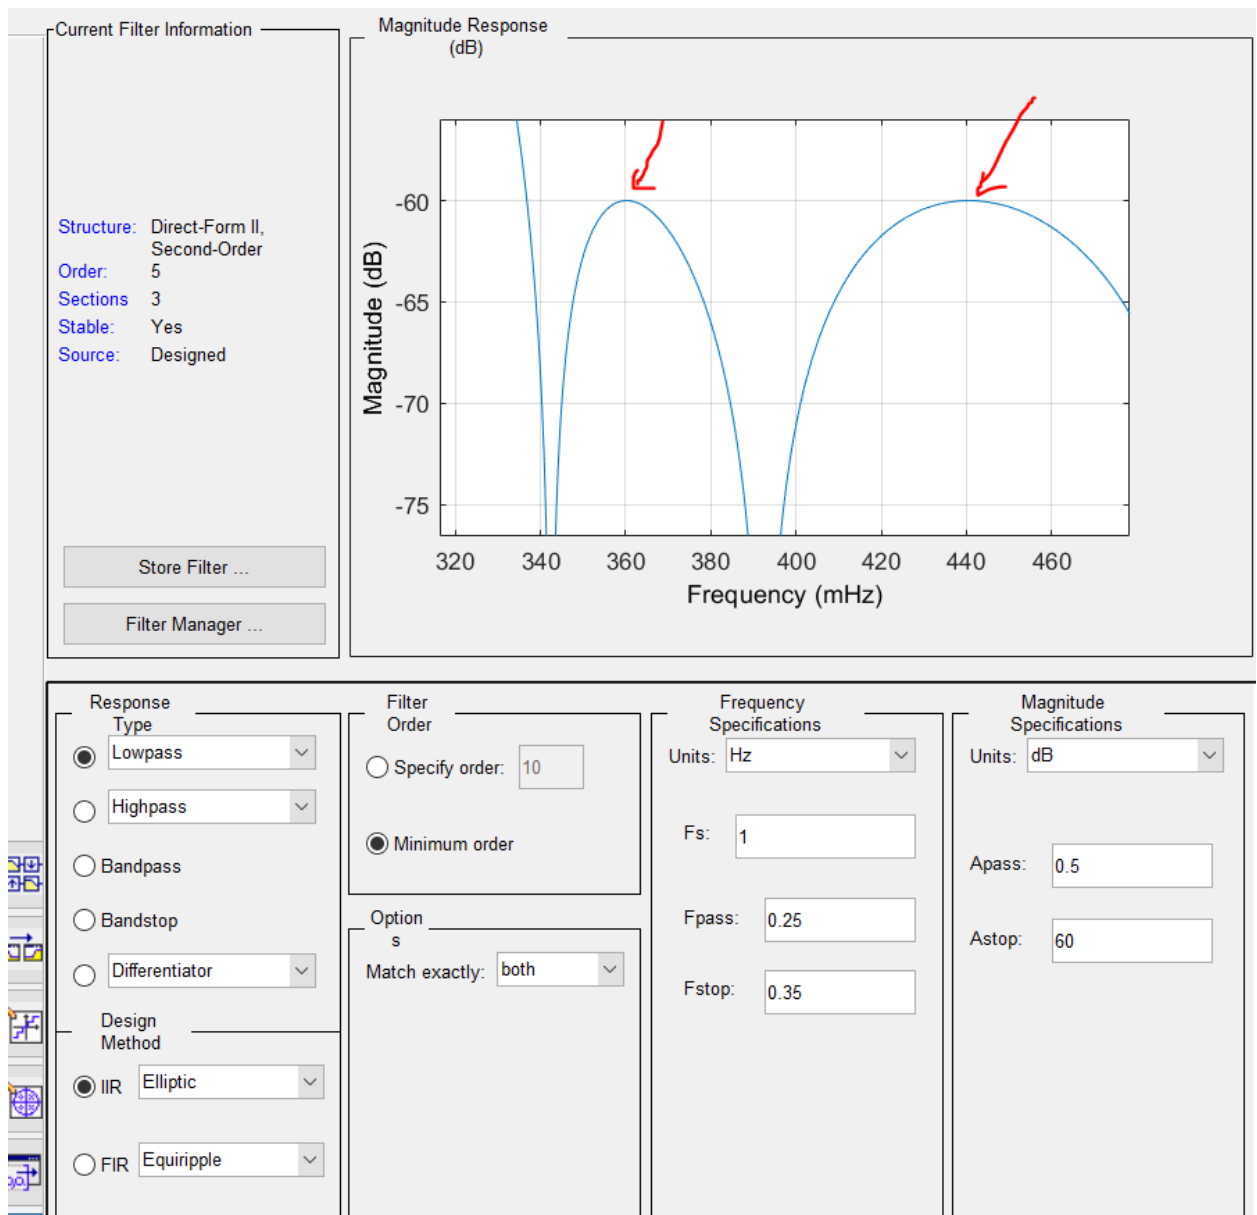 Current Filter Information
Structure: Direct-Form II,
Second-Order
Order: 5
Sections 3
Stable: Yes
Source: Designed
Store Filter ...
Filter Manager ...
Magnitude Response
(dB)
Magnitude (dB)
-60
-65
-70
-75
320 340 360 380 400 420 440 460
Frequency (mHz)
Response
Type
Lowpass
Highpass
Bandpass
Bandstop
Differentiator
Design
Method
IIR Elliptic
FIR Equiripple
Filter
Order
Specify order: 10
Minimum order
Option
s
Match exactly: both
Frequency
Specifications
Units: Hz
Fs: 1
Fpass: 0.25
Fstop: 0.35
Magnitude
Specifications
Units: dB
Apass: 0.5
Astop: 60